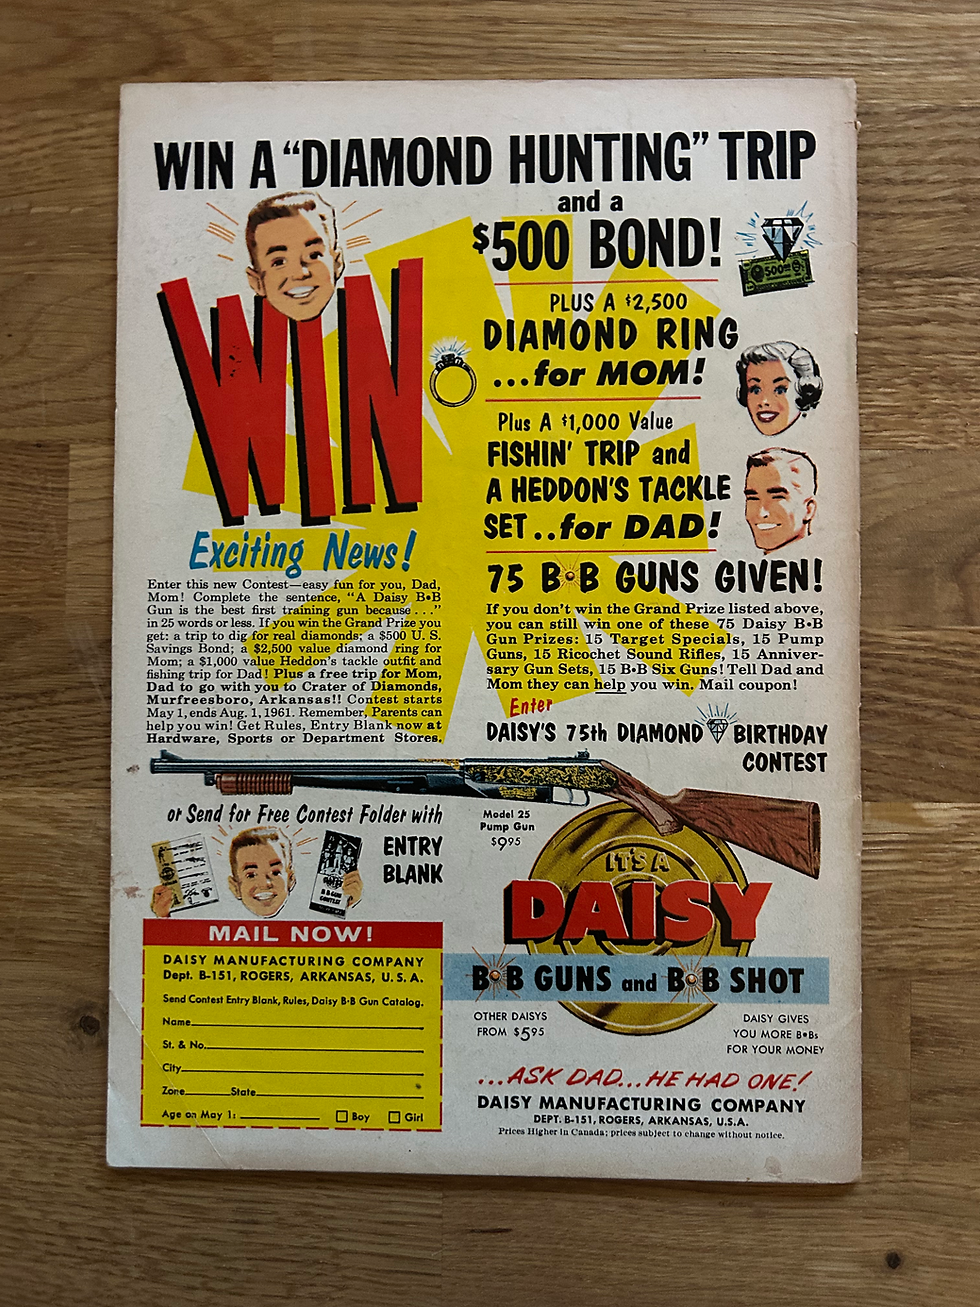 WIN A “DIAMOND HUNTING” TRIP
and a
$500 BOND!
500
WIN
PLUS A $2,500
DIAMOND RING
...for MOM!
Plus A $1,000 Value
FISHIN' TRIP and
A HEDDON'S TACKLE
SET..for DAD!
Exciting News!
Enter this new Contest—easy fun for you, Dad,
Mom! Complete the sentence, “A Daisy B•B
Gun is the best first training gun because...”
in 25 words or less. If you win the Grand Prize you
get: a trip to dig for real diamonds; a $500 U. S.
Savings Bond; a $2,500 value diamond ring for
Mom; a $1,000 value Heddon's tackle outfit and
fishing trip for Dad! Plus a free trip for Mom,
Dad to go with you to Crater of Diamonds,
Murfreesboro, Arkansas!! Contest starts
May 1, ends Aug. 1, 1961. Remember, Parents can
help you win! Get Rules, Entry Blank now at
Hardware, Sports or Department Stores.
75 B•B GUNS GIVEN!
If you don't win the Grand Prize listed above,
you can still win one of these 75 Daisy B•B
Gun Prizes: 15 Target Specials, 15 Pump
Guns, 15 Ricochet Sound Rifles, 15 Anniver-
sary Gun Sets, 15 B•B Six Guns! Tell Dad and
Mom they can help you win. Mail coupon!
Enter
DAISY'S 75th DIAMOND BIRTHDAY
CONTEST
or Send for Free Contest Folder with
ENTRY
BLANK
B•B GUN
CONTEST
Model 25
Pump Gun
$9.95
IT'S A
DAISY
B•B GUNS and B•B SHOT
OTHER DAISYS
FROM $5.95
DAISY GIVES
YOU MORE B•Bs
FOR YOUR MONEY
MAIL NOW!
DAISY MANUFACTURING COMPANY
Dept. B-151, ROGERS, ARKANSAS, U. S. A.
Send Contest Entry Blank, Rules, Daisy B•B Gun Catalog.
Name
St. & No.
City
Zone State
Age on May 1: Boy Girl
...ASK DAD...HE HAD ONE!
DAISY MANUFACTURING COMPANY
DEPT. B-151, ROGERS, ARKANSAS, U.S.A.
Prices Higher in Canada; prices subject to change without notice.